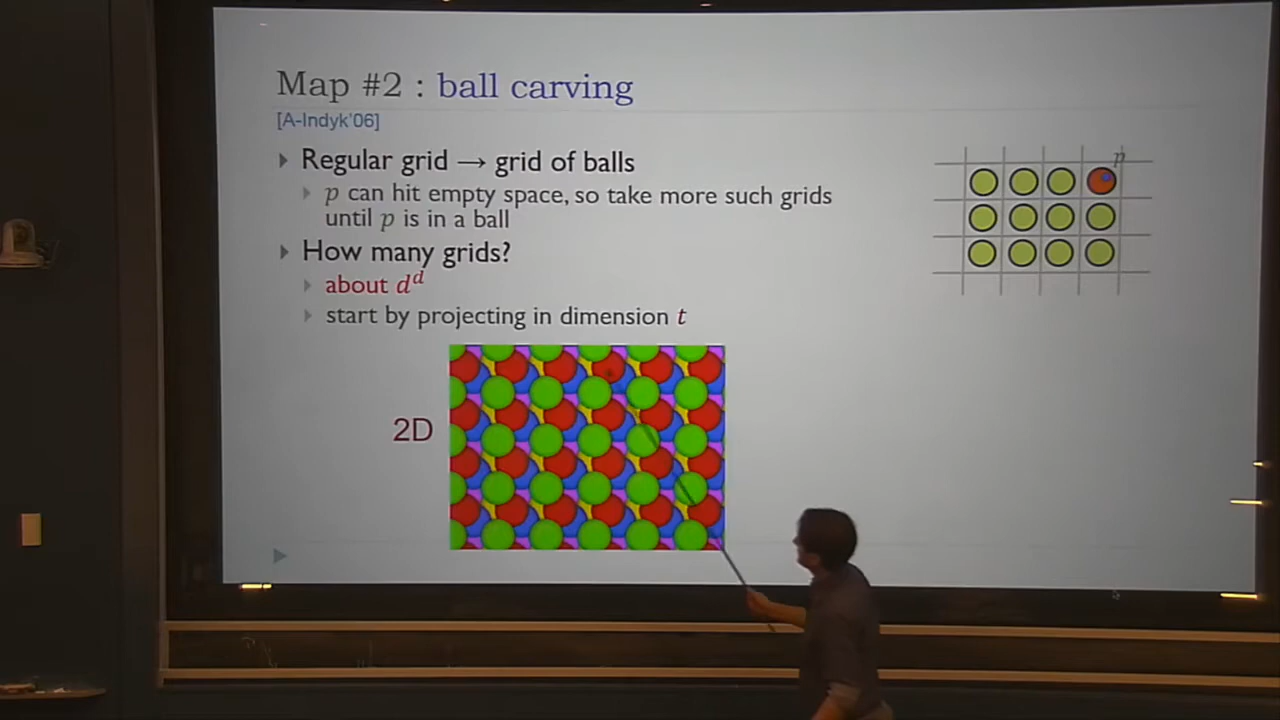 Map #2 : ball carving
[A-Indyk'06]
Regular grid → grid of balls
p can hit empty space, so take more such grids
until p is in a ball
p
How many grids?
about d^d
start by projecting in dimension t
2D